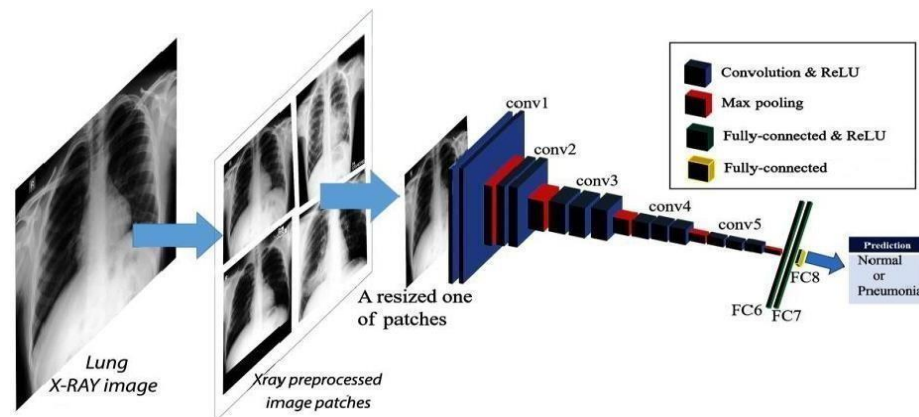 Lung
X-RAY image
Xray preprocessed
image patches
A resized one
of patches
conv1
conv2
conv3
conv4
conv5
FC6
FC7
FC8
Convolution & ReLU
Max pooling
Fully-connected & ReLU
Fully-connected
Prediction
Normal
or
Pneumonia